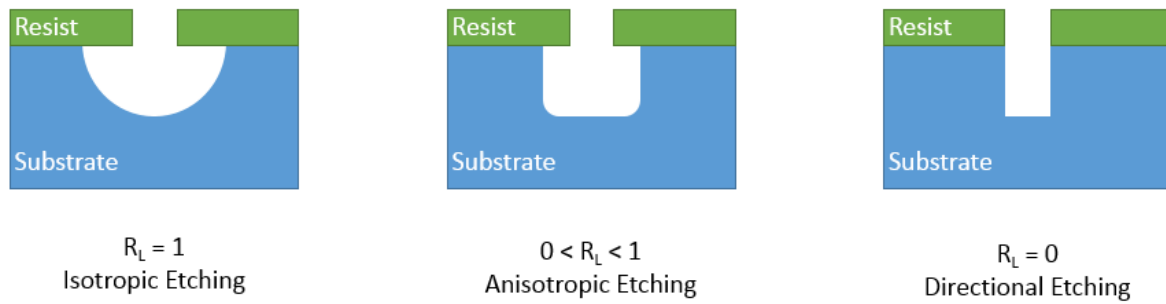 Resist
Substrate
R_L = 1
Isotropic Etching
Resist
Substrate
0 < R_L < 1
Anisotropic Etching
Resist
Substrate
R_L = 0
Directional Etching